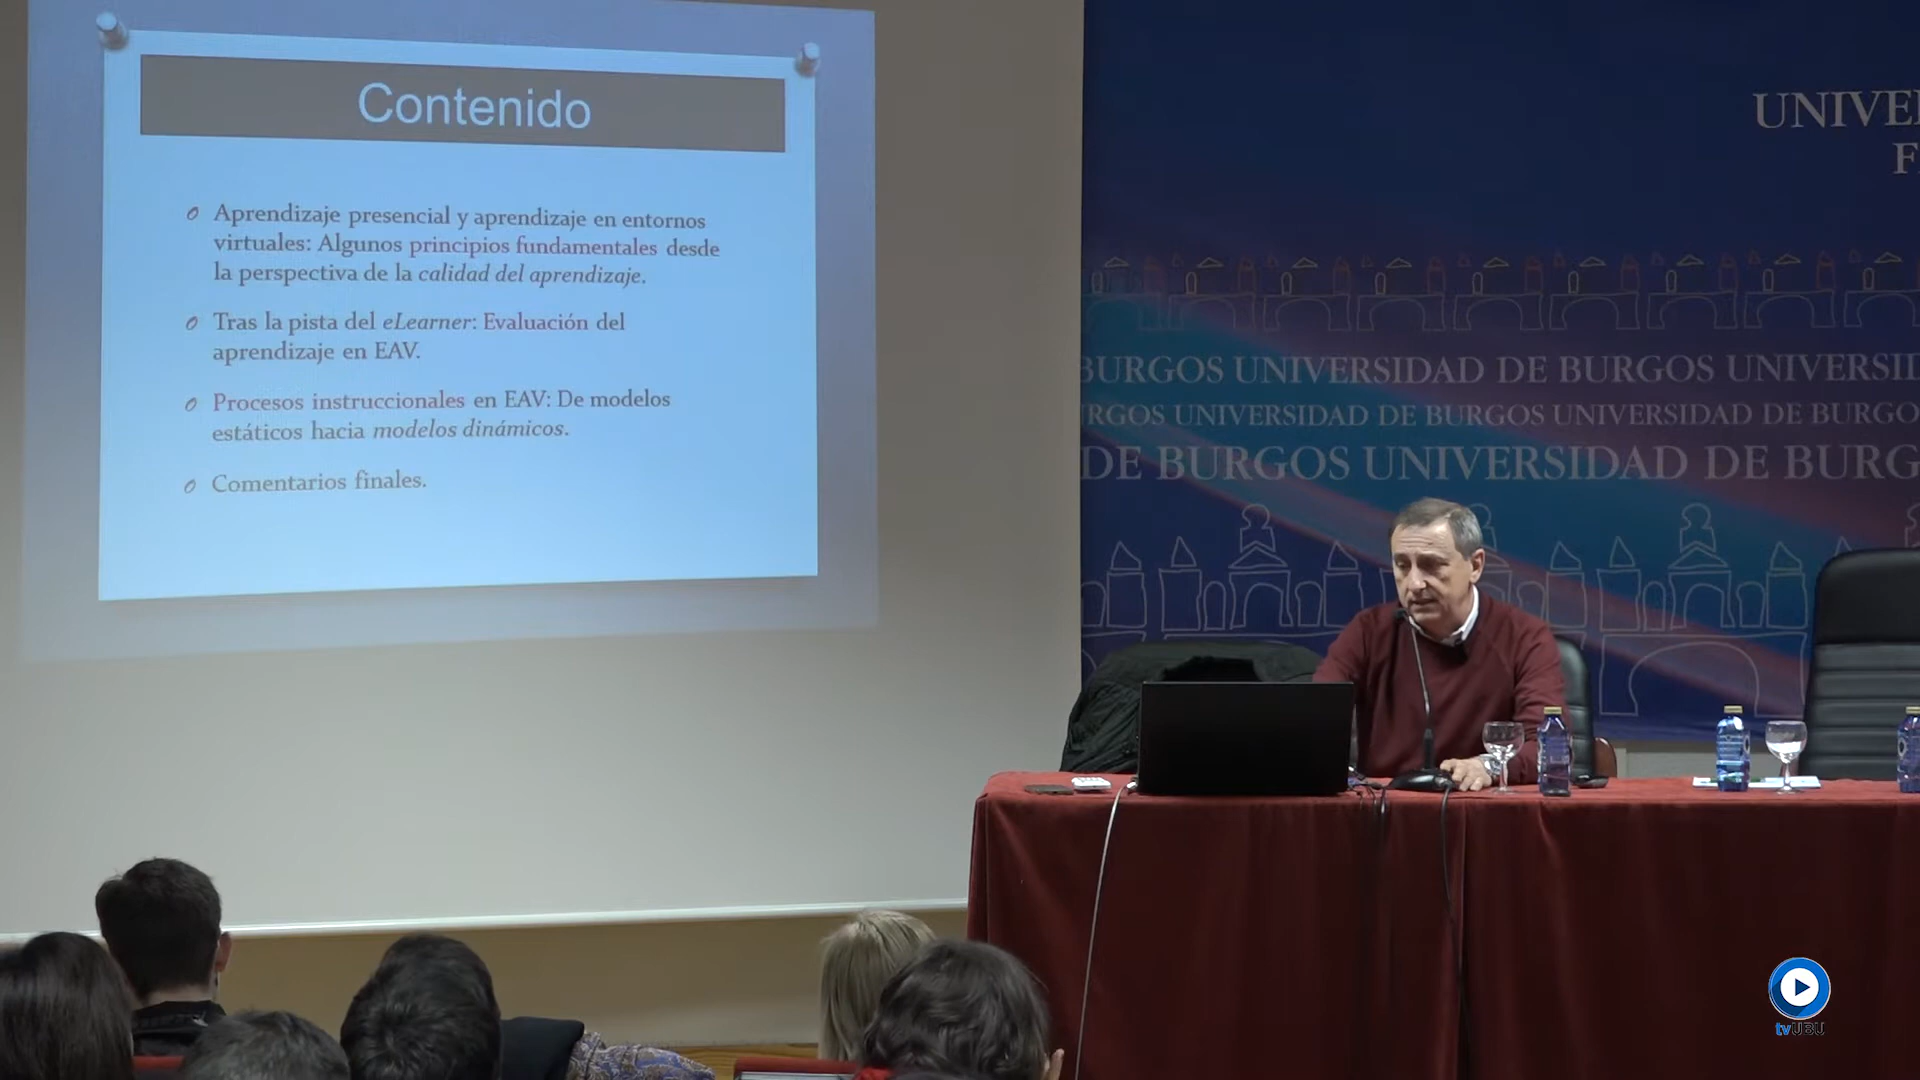 Contenido
Aprendizaje presencial y aprendizaje en entornos
virtuales: Algunos principios fundamentales desde
la perspectiva de la calidad del aprendizaje.
Tras la pista del eLearner: Evaluación del
aprendizaje en EAV.
Procesos instruccionales en EAV: De modelos
estáticos hacia modelos dinámicos.
Comentarios finales.
UNIVE
F
BURGOS UNIVERSIDAD DE BURGOS UNIVERSID
RGOS UNIVERSIDAD DE BURGOS UNIVERSIDAD DE BURGO
DE BURGOS UNIVERSIDAD DE BURG
tvUBU